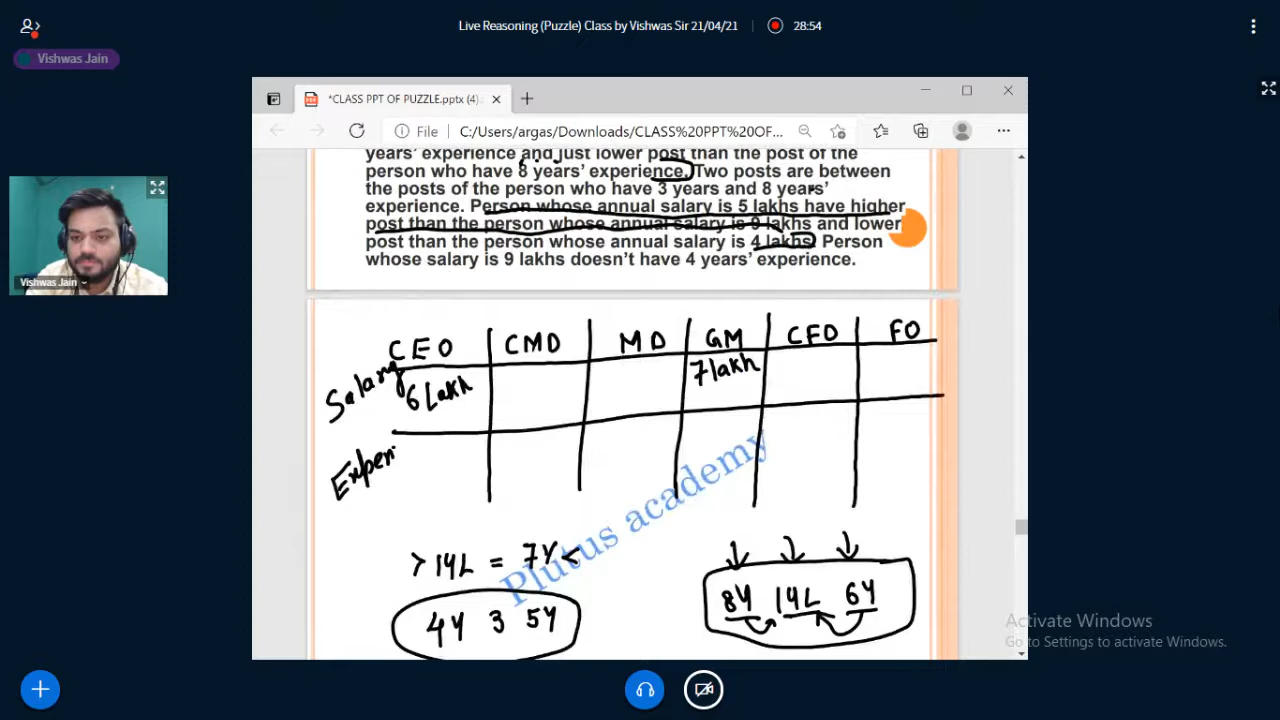 Live Reasoning (Puzzle) Class by Vishwas Sir 21/04/21
28:54
Vishwas Jain
*CLASS PPT OF PUZZLE.pptx (4).
File
C:/Users/argas/Downloads/CLASS%20PPT%20OF...
years' experience and just lower post than the post of the
person who have 8 years' experience. Two posts are between
the posts of the person who have 3 years and 8 years'
experience. Person whose annual salary is 5 lakhs have higher
post than the person whose annual salary is 9 lakhs and lower
post than the person whose annual salary is 4 lakhs. Person
whose salary is 9 lakhs doesn't have 4 years' experience.
Vishwas Jain
CEO CMD MD GM CFO FO
Salary 6 Lakh 7 lakh
Experi
Plutus academy
> 14L = 7Y <
4Y 3 5Y
8Y 14L 6Y
Activate Windows
Go to Settings to activate Windows.